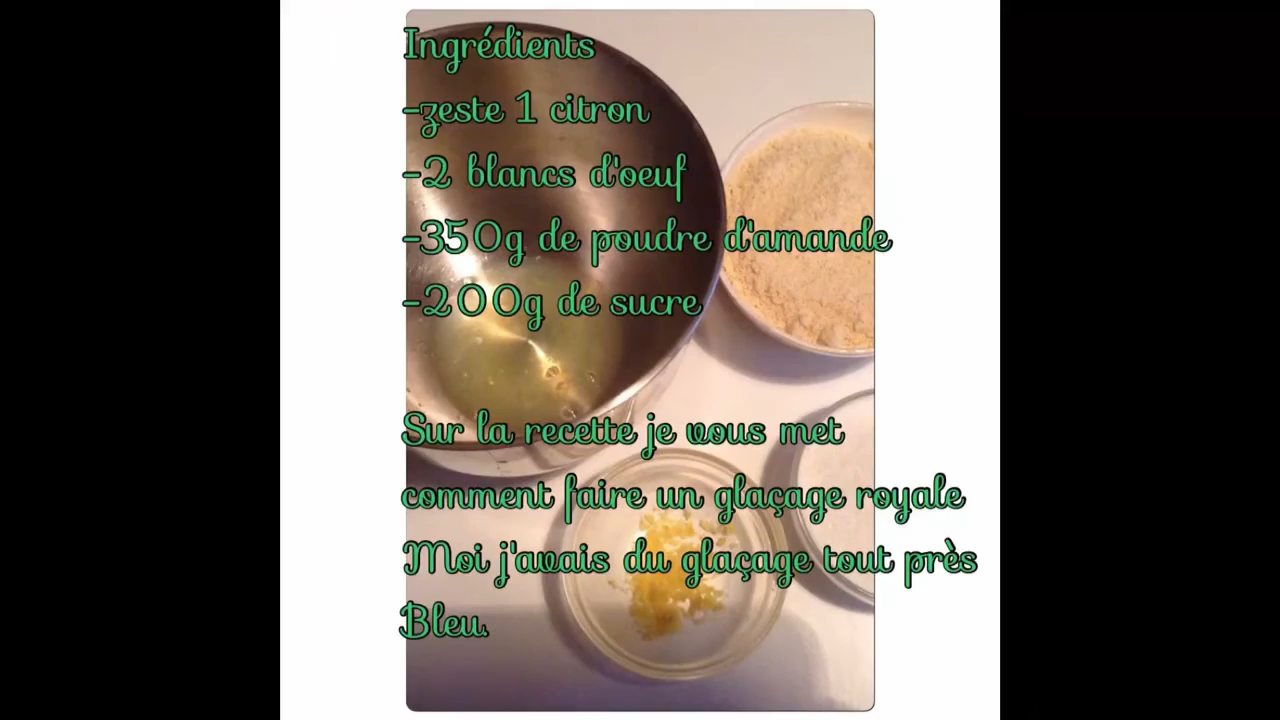 Ingrédients
-zeste 1 citron
-2 blancs d'oeuf
-350g de poudre d'amande
-200g de sucre
Sur la recette je vous met
comment faire un glaçage royale
Moi j'avais du glaçage tout près
Bleu.